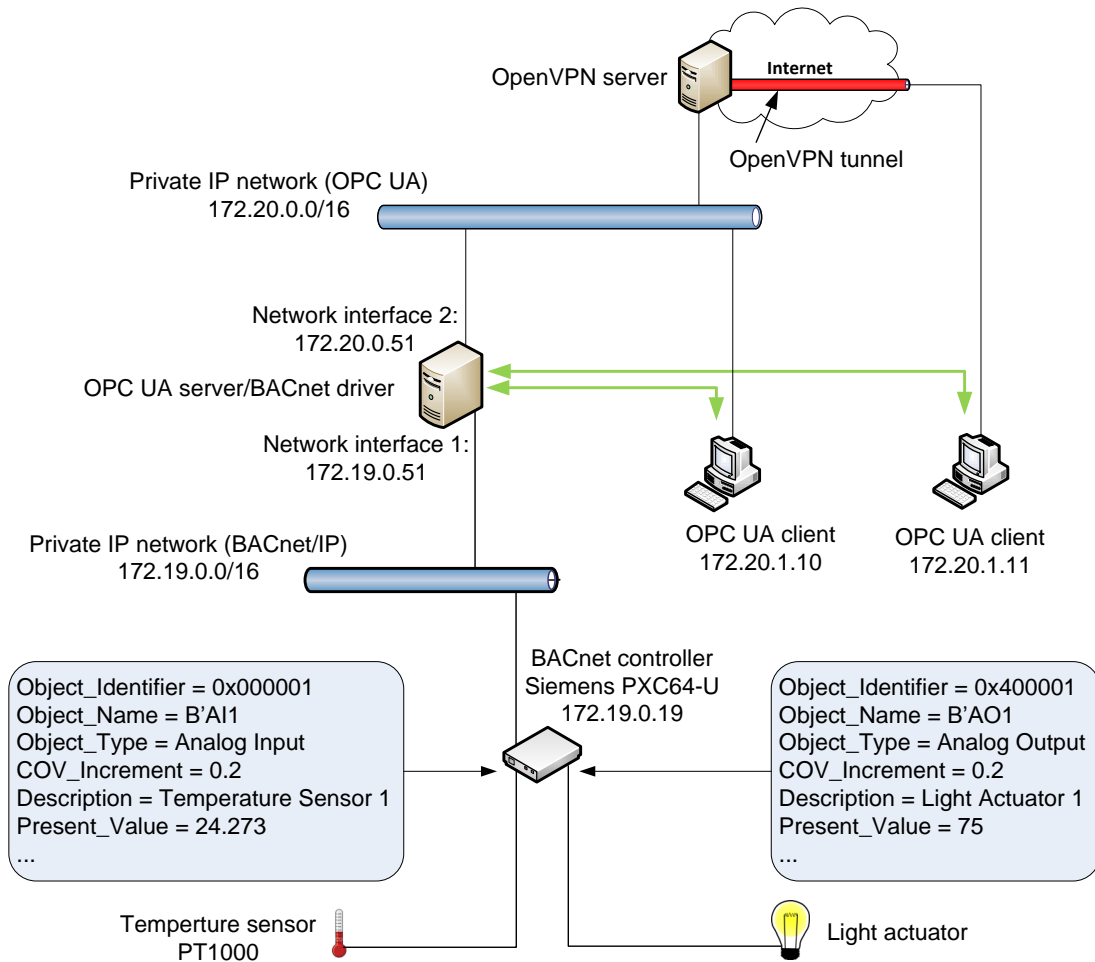 OpenVPN server
Internet
OpenVPN tunnel
Private IP network (OPC UA)
172.20.0.0/16
Network interface 2:
172.20.0.51
OPC UA server/BACnet driver
Network interface 1:
172.19.0.51
OPC UA client
172.20.1.10
OPC UA client
172.20.1.11
Private IP network (BACnet/IP)
172.19.0.0/16
BACnet controller
Siemens PXC64-U
172.19.0.19
Object_Identifier = 0x000001
Object_Name = B'AI1
Object_Type = Analog Input
COV_Increment = 0.2
Description = Temperature Sensor 1
Present_Value = 24.273
...
Object_Identifier = 0x400001
Object_Name = B'AO1
Object_Type = Analog Output
COV_Increment = 0.2
Description = Light Actuator 1
Present_Value = 75
...
Temperture sensor
PT1000
Light actuator